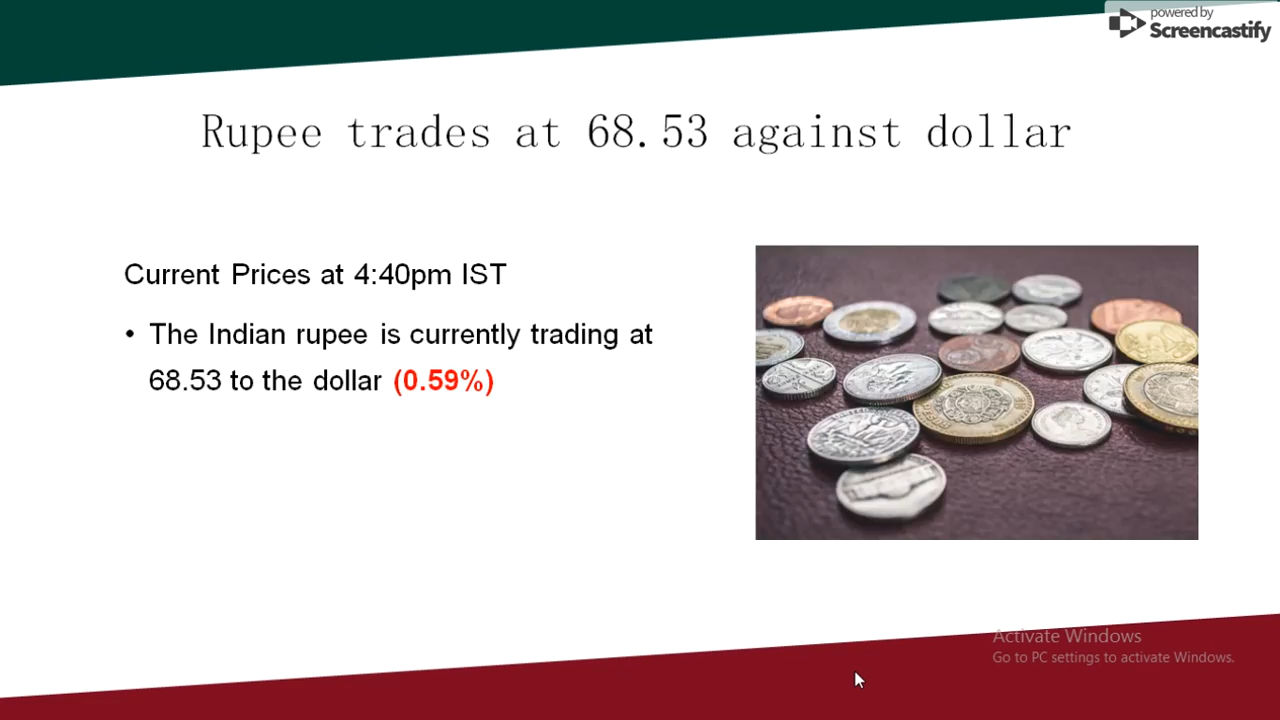 powered by
Screencastify
Rupee trades at 68.53 against dollar
Current Prices at 4:40pm IST
• The Indian rupee is currently trading at
68.53 to the dollar (0.59%)
Activate Windows
Go to PC settings to activate Windows.